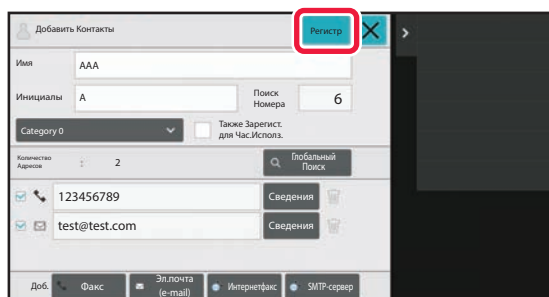 Добавить Контакты
Регистр
Имя
AAA
Инициалы
A
Поиск
Номера
6
Category 0
Также Зарегист.
для Час.Исполз.
Количество
Адресов
:
2
Глобальный
Поиск
123456789
Сведения
test@test.com
Сведения
Доб.
Факс
Эл.почта
(e-mail)
Интернетфакс
SMTP-сервер